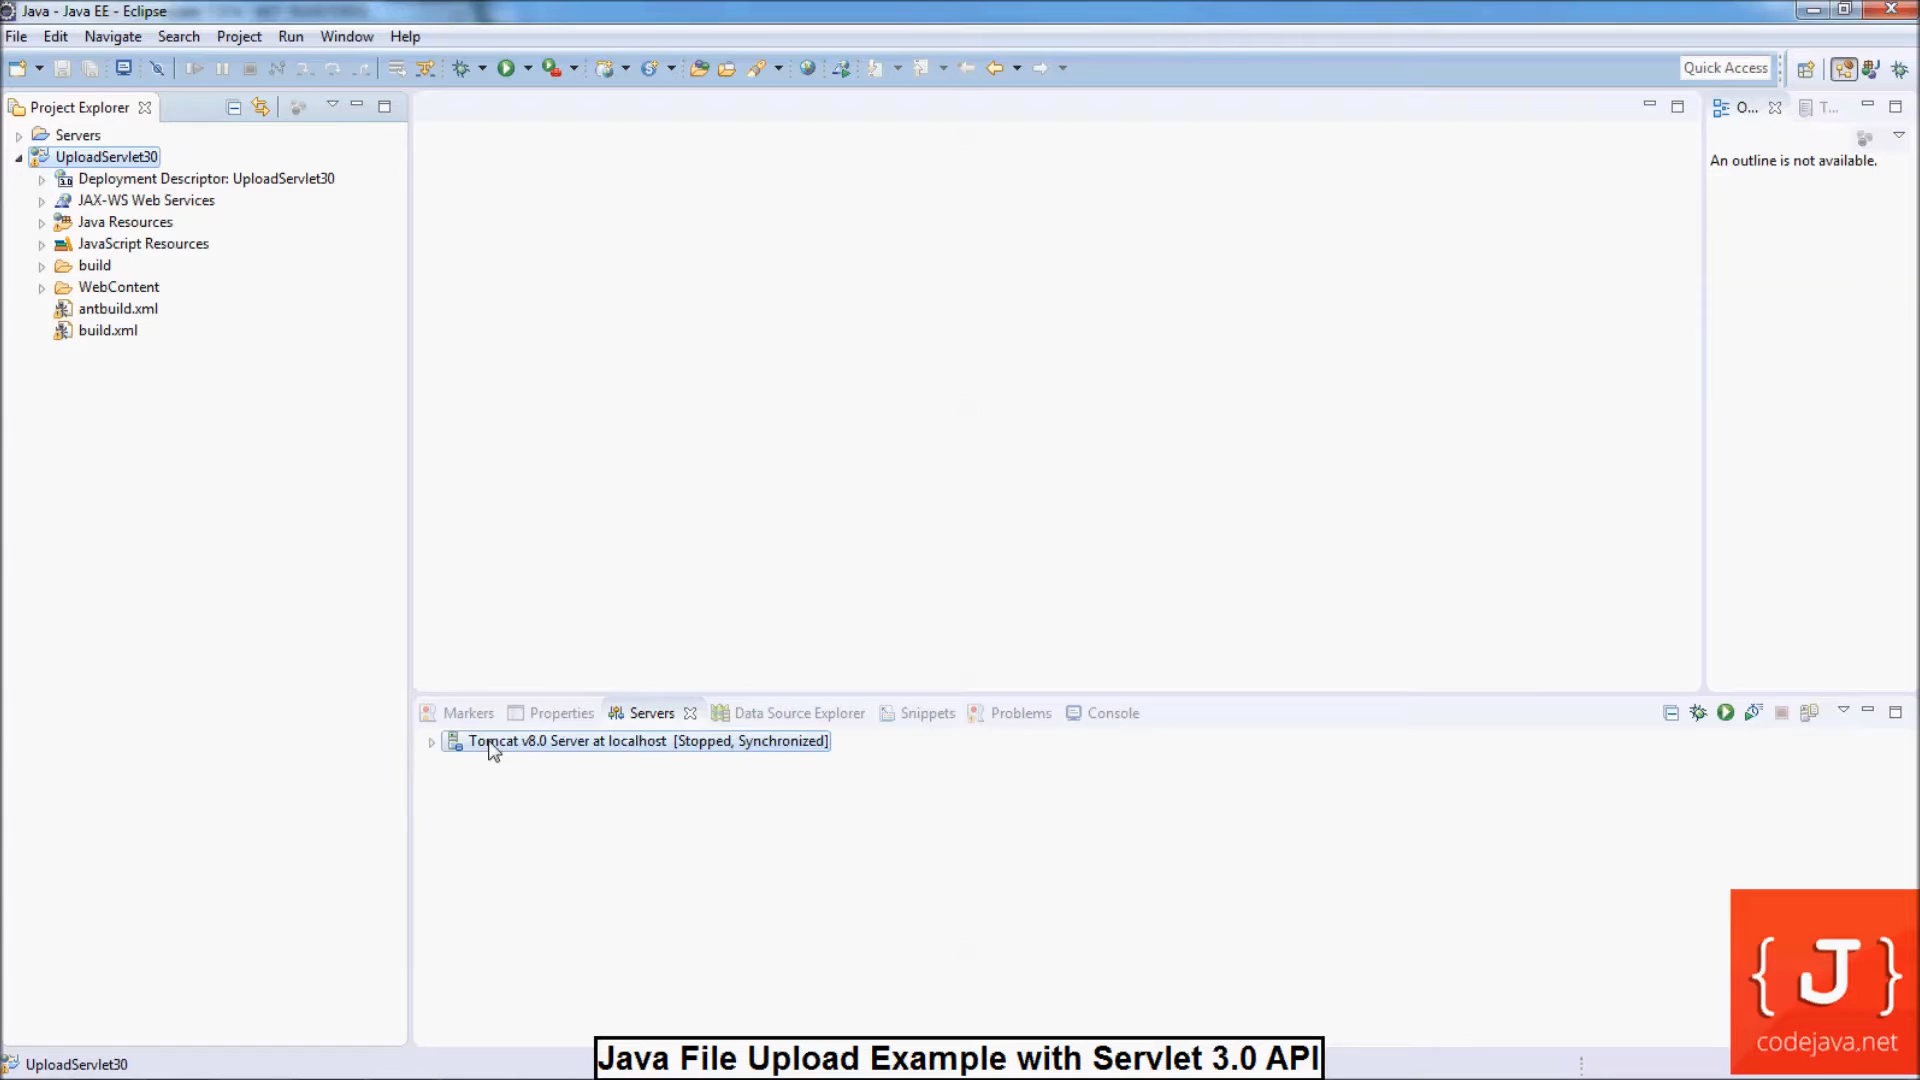 Java - Java EE - Eclipse
File Edit Navigate Search Project Run Window Help
Quick Access
Project Explorer
O...
T...
Servers
UploadServlet30
Deployment Descriptor: UploadServlet30
JAX-WS Web Services
Java Resources
JavaScript Resources
build
WebContent
antbuild.xml
build.xml
An outline is not available.
Markers Properties Servers Data Source Explorer Snippets Problems Console
Tomcat v8.0 Server at localhost [Stopped, Synchronized]
{ J }
codejava.net
UploadServlet30
Java File Upload Example with Servlet 3.0 API